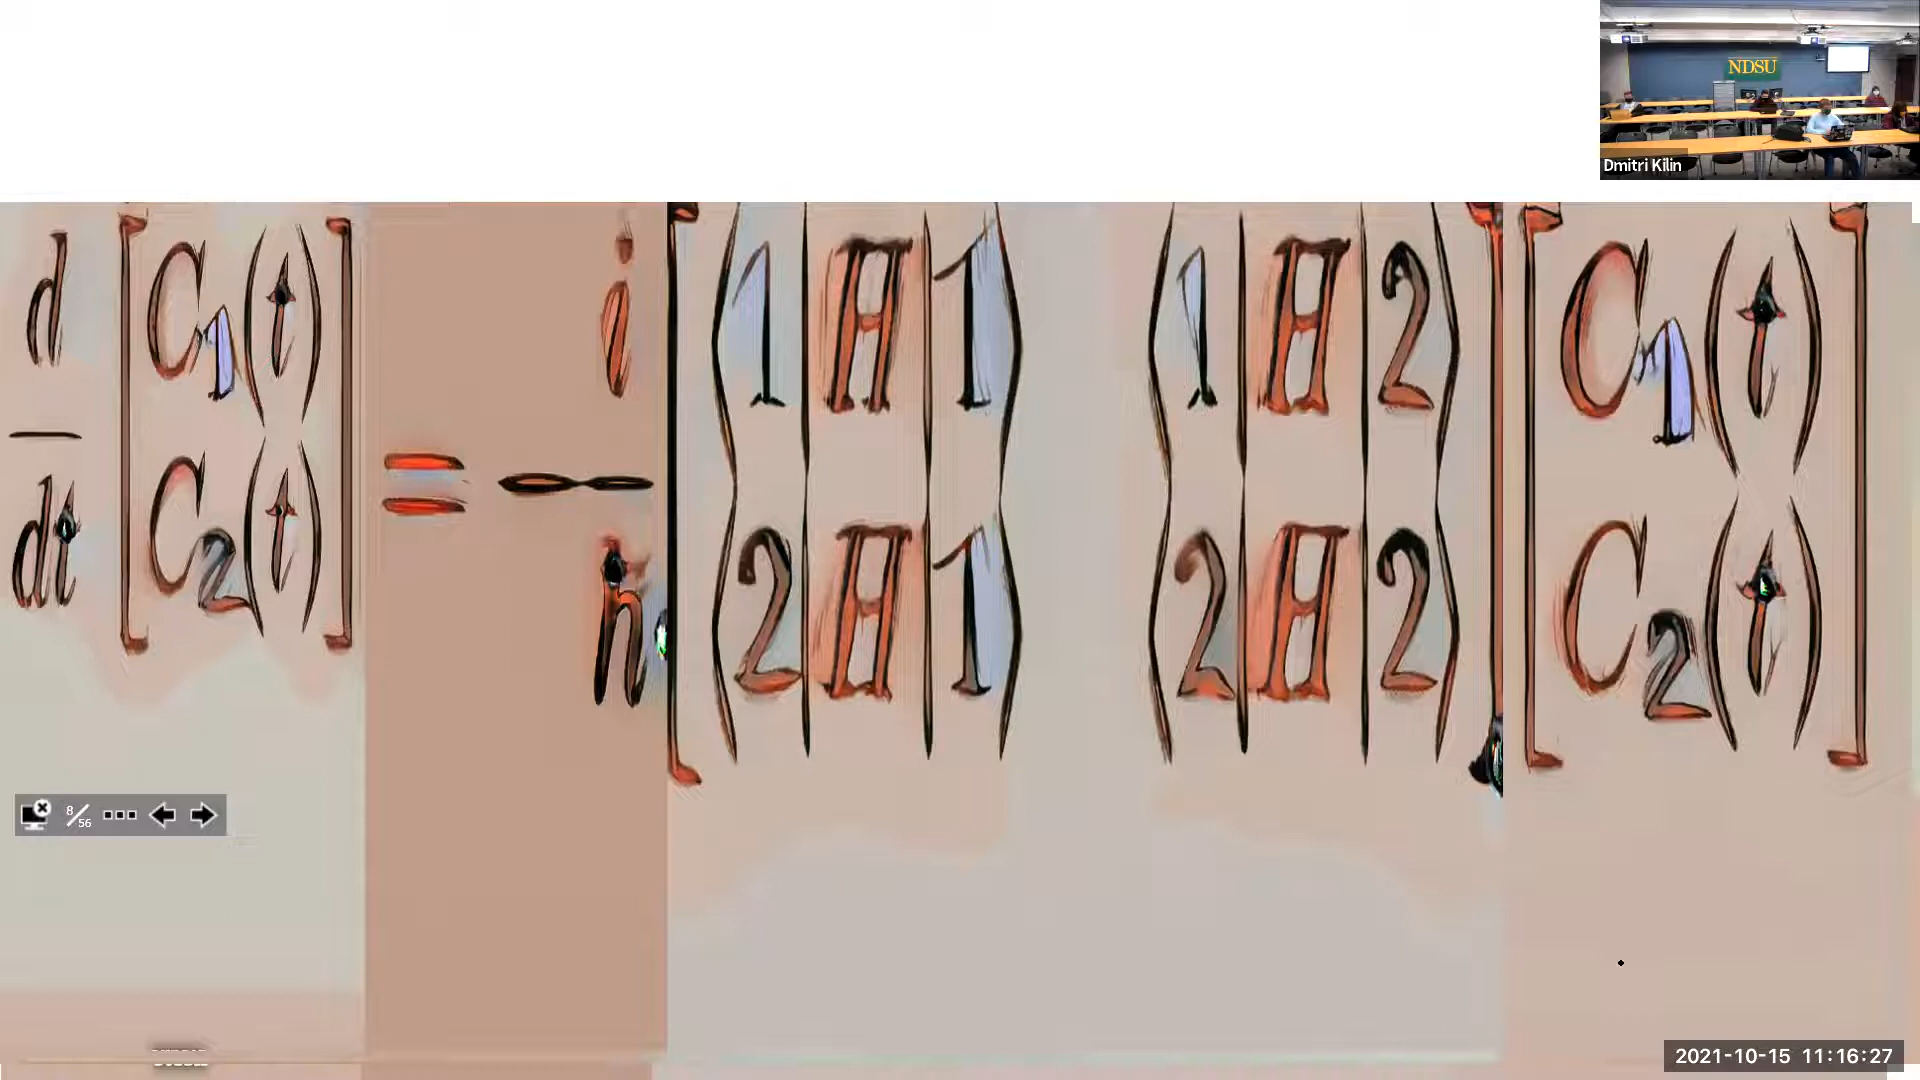 NDSU
Dmitri Kilin
d/dt [C1(t) C2(t)] = - i/ħ [⟨1|H|1⟩ ⟨1|H|2⟩ ⟨2|H|1⟩ ⟨2|H|2⟩] [C1(t) C2(t)]
8/56
2021-10-15 11:16:27